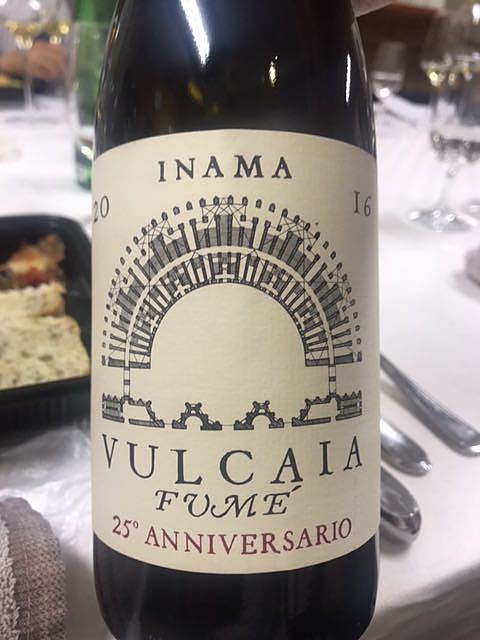 INAMA
20 16
VULCAIA
FUMÉ
25° ANNIVERSARIO